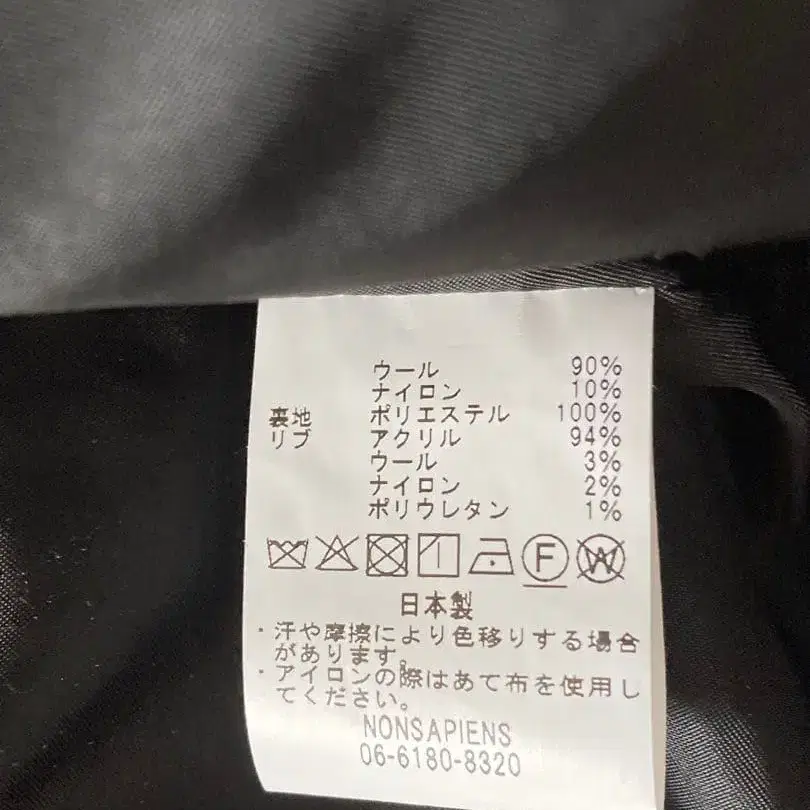 ウール 90%
ナイロン 10%
裏地 ポリエステル 100%
リブ アクリル 94%
ウール 3%
ナイロン 2%
ポリウレタン 1%
F W
日本製
・汗や摩擦により色移りする場合
があります。
・アイロンの際はあて布を使用し
てください。
NONSAPIENS
06-6180-8320